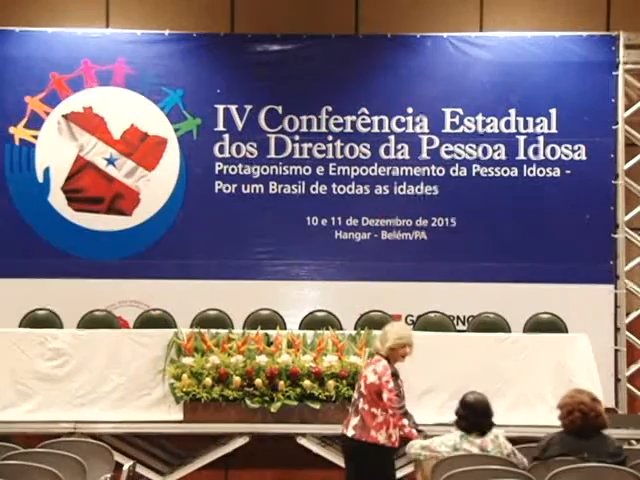 IV Conferência Estadual
dos Direitos da Pessoa Idosa
Protagonismo e Empoderamento da Pessoa Idosa -
Por um Brasil de todas as idades
10 e 11 de Dezembro de 2015
Hangar - Belém/PA